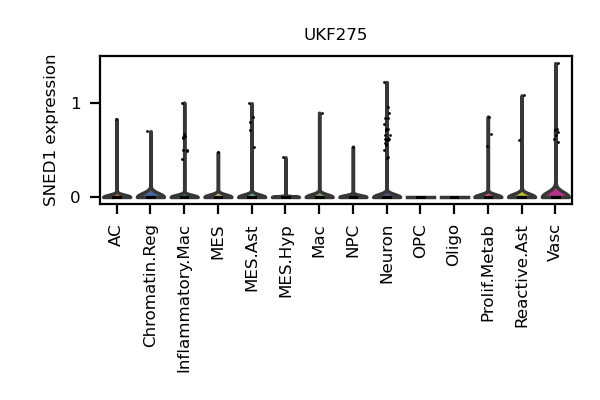 UKF275
SNED1 expression
1
0
AC
Chromatin.Reg
Inflammatory.Mac
MES
MES.Ast
MES.Hyp
Mac
NPC
Neuron
OPC
Oligo
Prolif.Metab
Reactive.Ast
Vasc